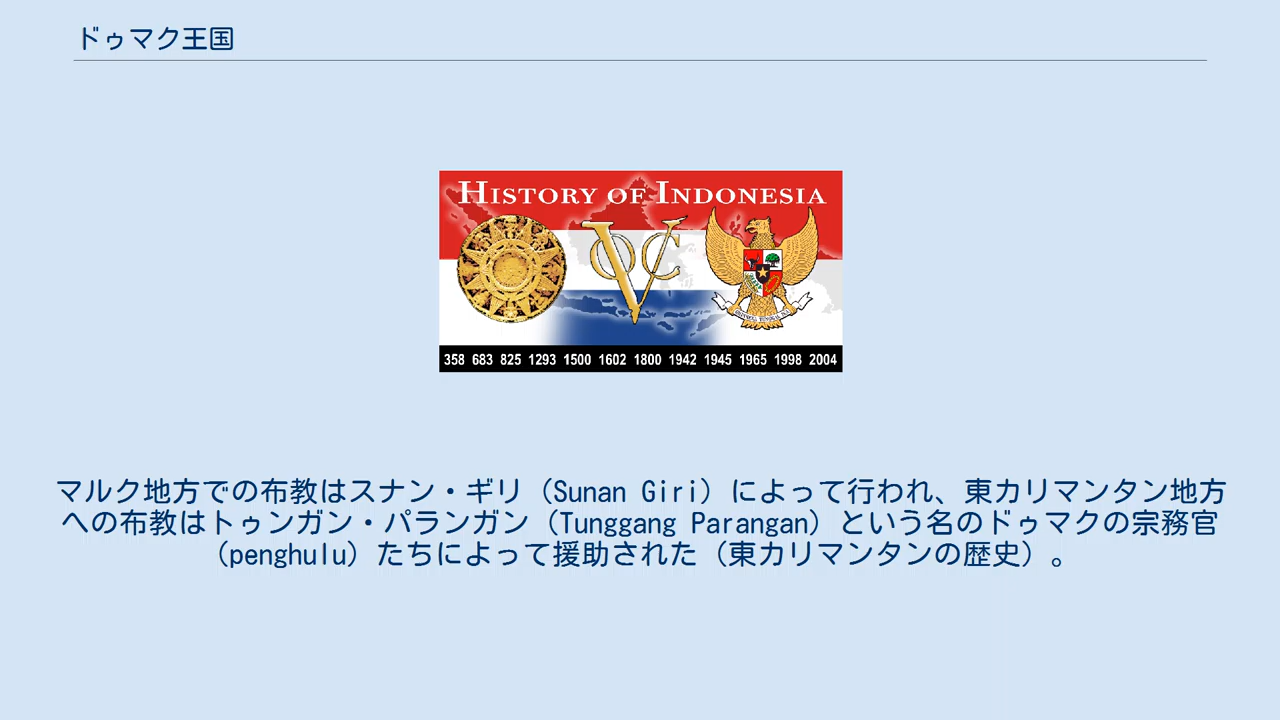 ドゥマク王国
HISTORY OF INDONESIA
VOC
358 683 825 1293 1500 1602 1800 1942 1945 1965 1998 2004
マルク地方での布教はスナン・ギリ（Sunan Giri）によって行われ、東カリマンタン地方
への布教はトゥンガン・パランガン（Tunggang Parangan）という名のドゥマクの宗務官
（penghulu）たちによって援助された（東カリマンタンの歴史）。